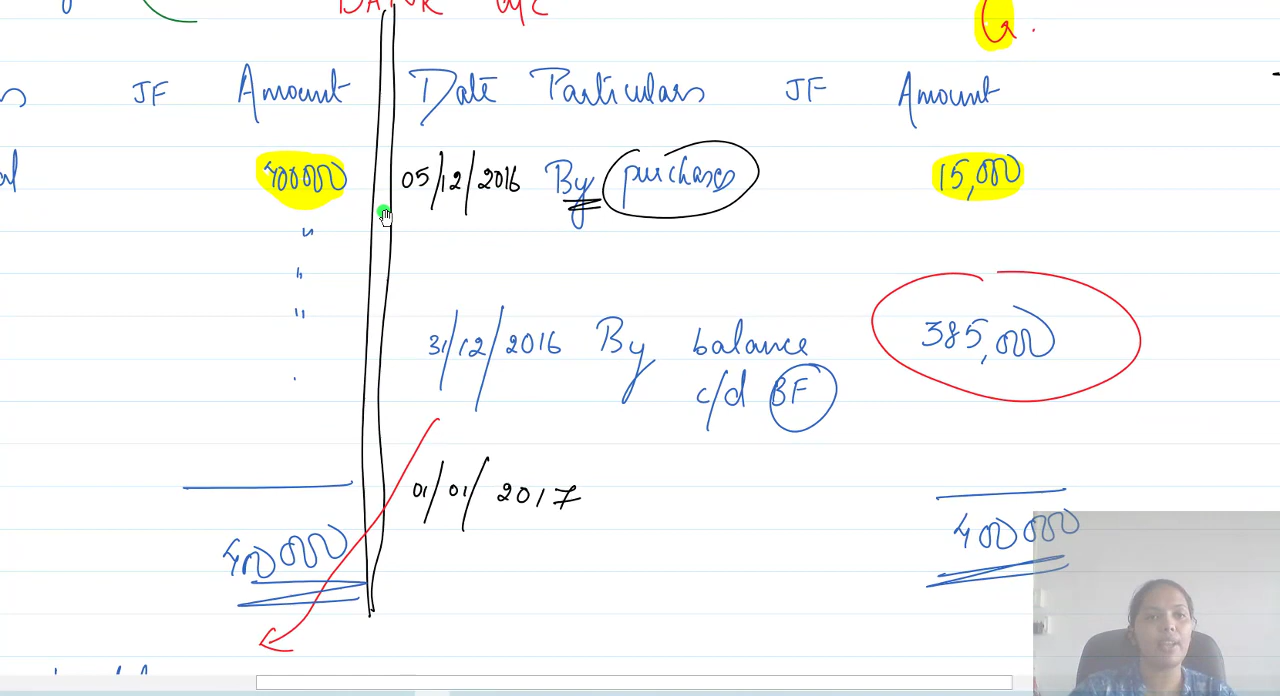 BANK a/c
G.
JF Amount Date Particulars JF Amount
400000 05/12/2016 By purchases 15,000
"
"
"
31/12/2016 By balance 385,000
c/d BF
01/01/2017
400000 400000